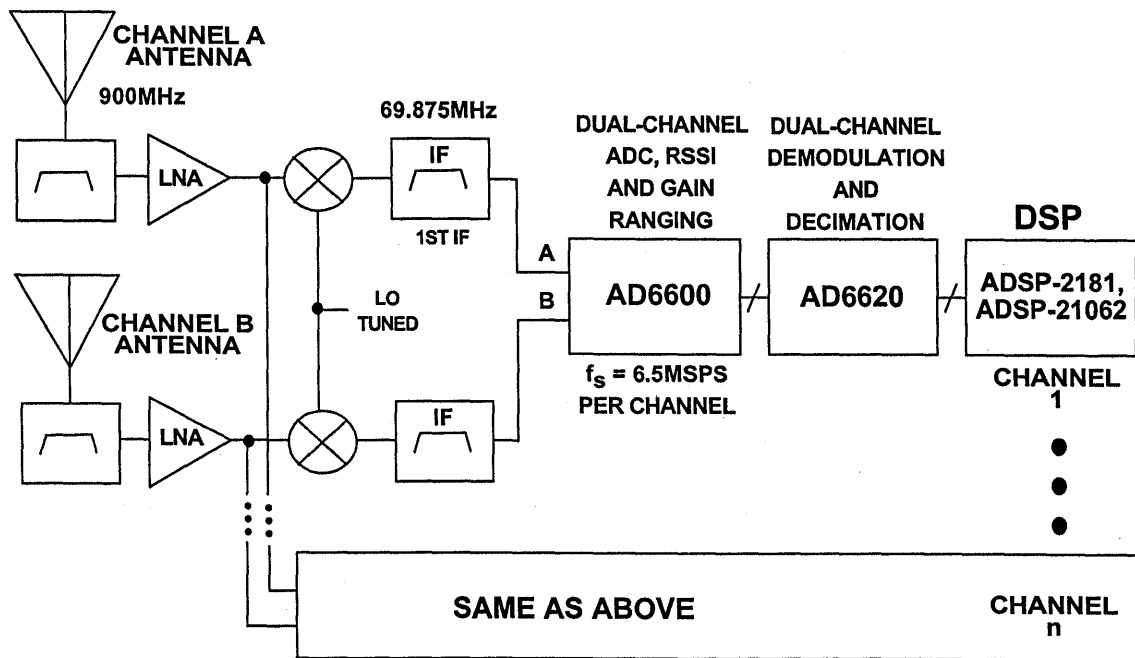 CHANNEL A
ANTENNA
900MHz
LNA
69.875MHz
IF
1ST IF
DUAL-CHANNEL
ADC, RSSI
AND GAIN
RANGING
DUAL-CHANNEL
DEMODULATION
AND
DECIMATION
DSP
A
B
AD6600
AD6620
ADSP-2181,
ADSP-21062
fs = 6.5MSPS
PER CHANNEL
CHANNEL
1
LO
TUNED
CHANNEL B
ANTENNA
LNA
IF
SAME AS ABOVE
CHANNEL
n